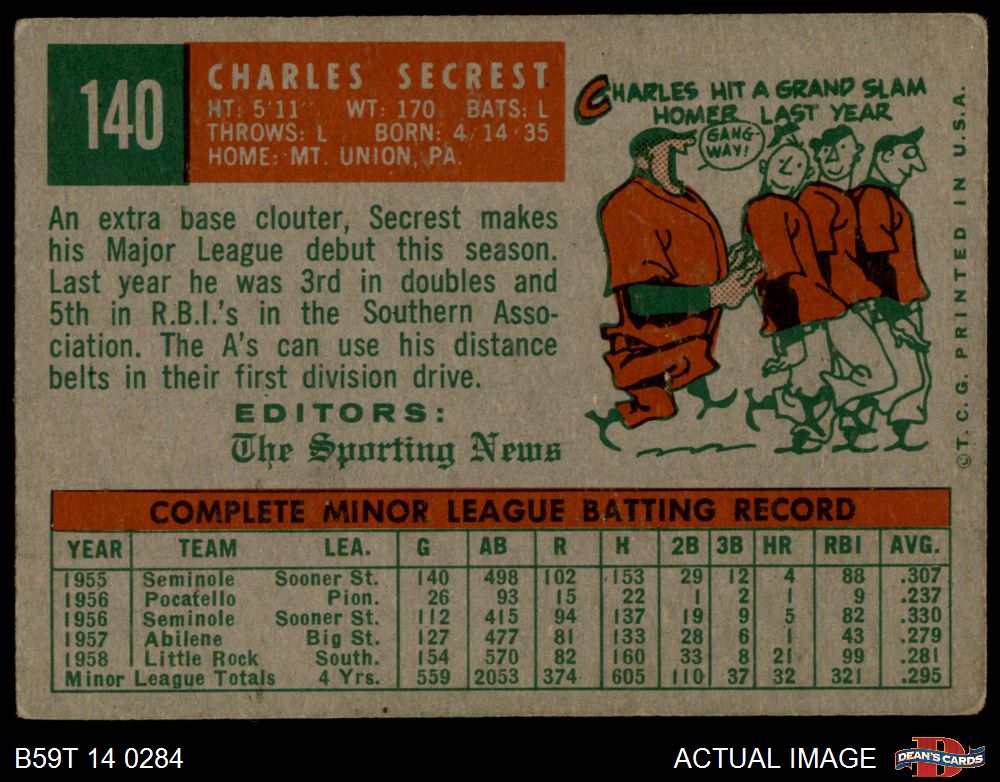 140
CHARLES SECREST
HT: 5'11" WT: 170 BATS: L
THROWS: L BORN: 4/14/35
HOME: MT. UNION, PA.
CHARLES HIT A GRAND SLAM
HOMER LAST YEAR
GANG-
WAY!
An extra base clouter, Secrest makes
his Major League debut this season.
Last year he was 3rd in doubles and
5th in R.B.I.'s in the Southern Asso-
ciation. The A's can use his distance
belts in their first division drive.
EDITORS:
The Sporting News
©T.C.G. PRINTED IN U.S.A.
COMPLETE MINOR LEAGUE BATTING RECORD
YEAR TEAM LEA. G AB R H 2B 3B HR RBI AVG.
1955 Seminole Sooner St. 140 498 102 153 29 12 4 88 .307
1956 Pocatello Pion. 26 93 15 22 1 2 1 9 .237
1956 Seminole Sooner St. 112 415 94 137 19 9 5 82 .330
1957 Abilene Big St. 127 477 81 133 28 6 1 43 .279
1958 Little Rock South. 154 570 82 160 33 8 21 99 .281
Minor League Totals 4 Yrs. 559 2053 374 605 110 37 32 321 .295
B59T 14 0284
ACTUAL IMAGE
D
DEAN'S CARDS